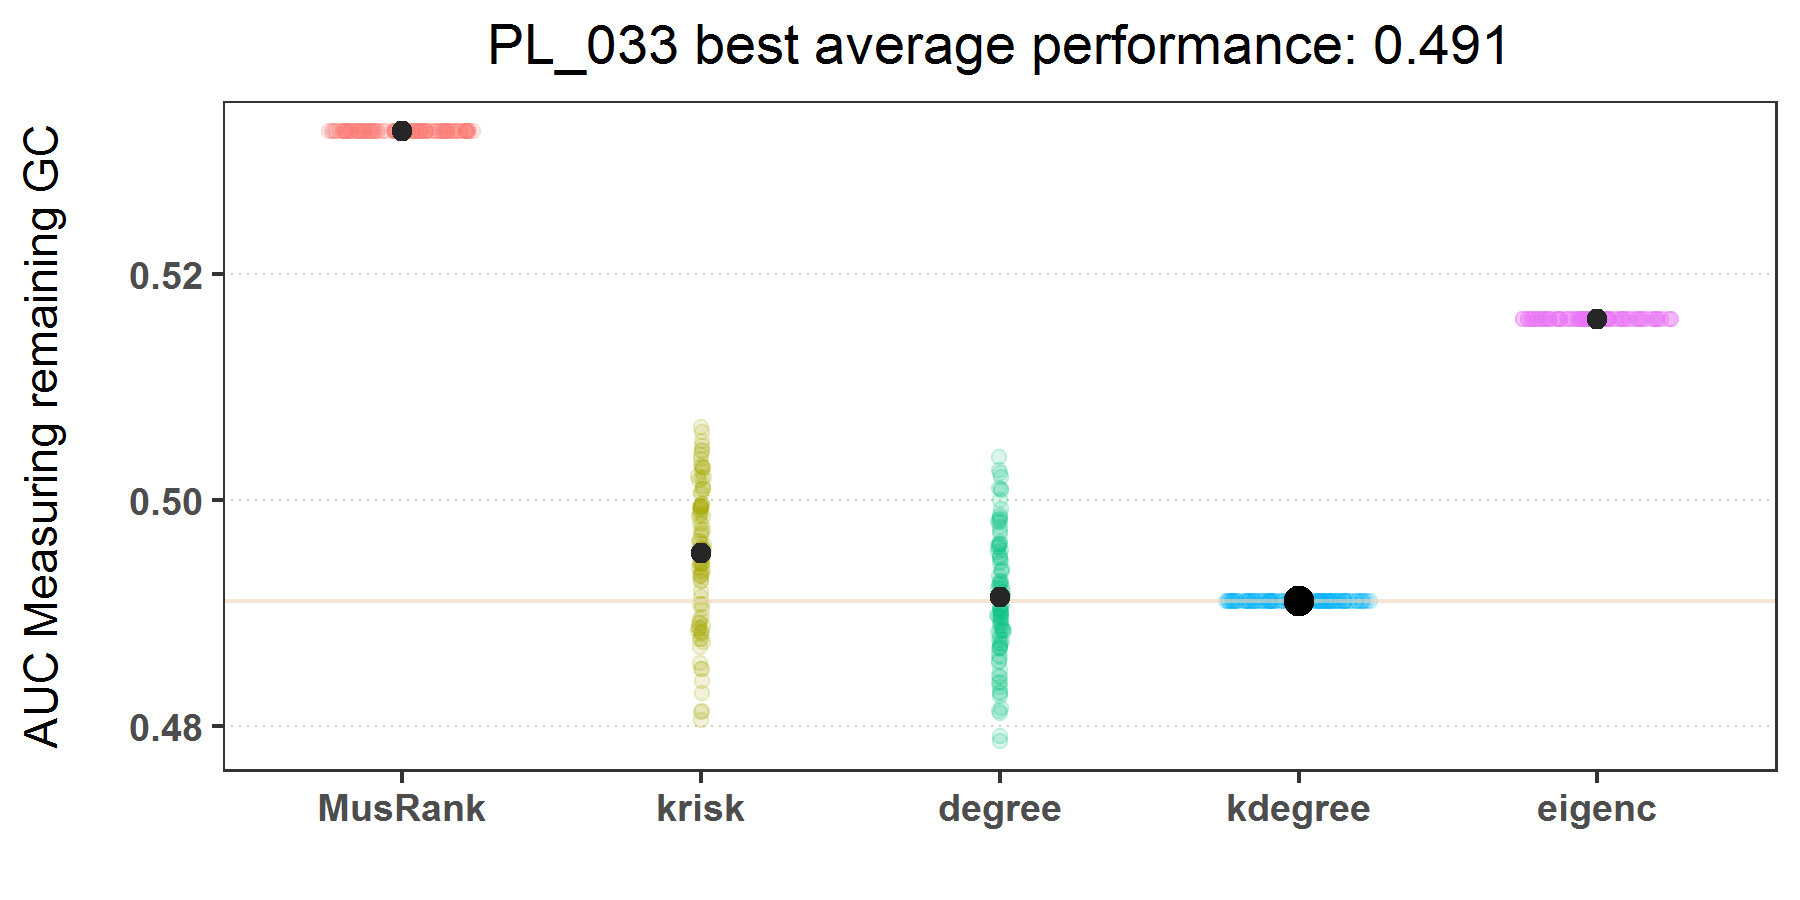 PL_033 best average performance: 0.491
AUC Measuring remaining GC
0.52
0.50
0.48
MusRank krisk degree kdegree eigenc